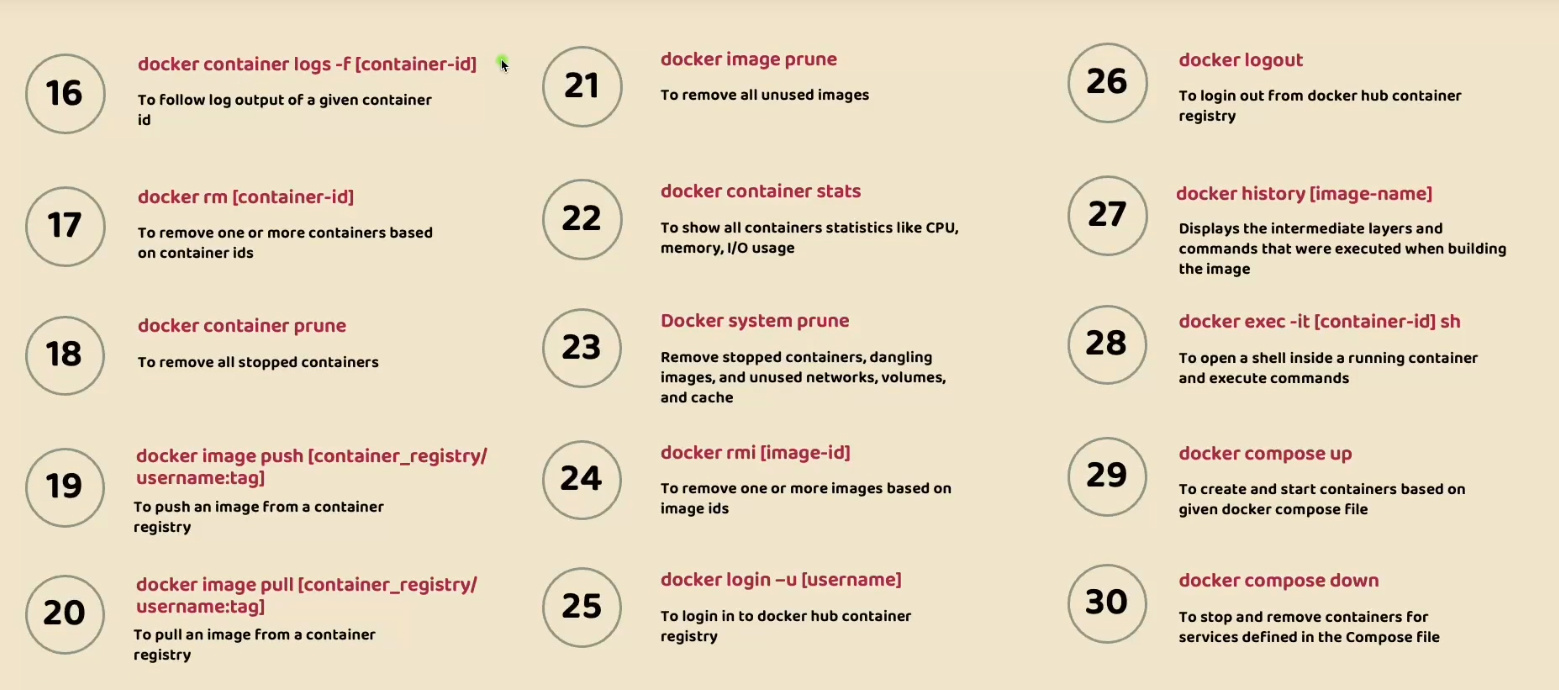 16
docker container logs -f [container-id]
To follow log output of a given container
id
17
docker rm [container-id]
To remove one or more containers based
on container ids
18
docker container prune
To remove all stopped containers
19
docker image push [container_registry/
username:tag]
To push an image from a container
registry
20
docker image pull [container_registry/
username:tag]
To pull an image from a container
registry
21
docker image prune
To remove all unused images
22
docker container stats
To show all containers statistics like CPU,
memory, I/O usage
23
Docker system prune
Remove stopped containers, dangling
images, and unused networks, volumes,
and cache
24
docker rmi [image-id]
To remove one or more images based on
image ids
25
docker login –u [username]
To login in to docker hub container
registry
26
docker logout
To login out from docker hub container
registry
27
docker history [image-name]
Displays the intermediate layers and
commands that were executed when building
the image
28
docker exec -it [container-id] sh
To open a shell inside a running container
and execute commands
29
docker compose up
To create and start containers based on
given docker compose file
30
docker compose down
To stop and remove containers for
services defined in the Compose file